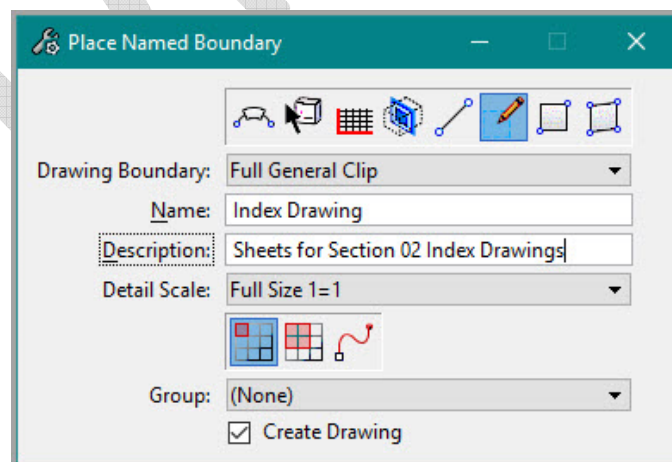 Place Named Boundary
Drawing Boundary: Full General Clip
Name: Index Drawing
Description: Sheets for Section 02 Index Drawings
Detail Scale: Full Size 1=1
Group: (None)
Create Drawing